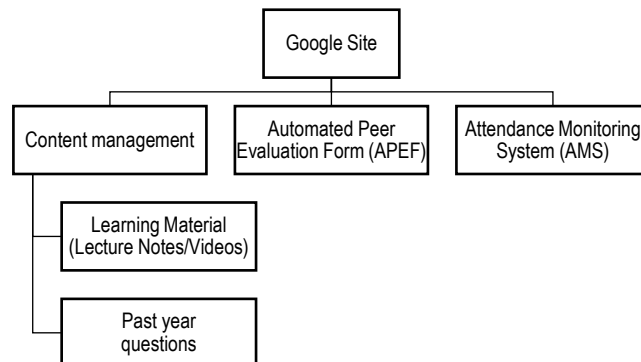 Google Site
Content management
Automated Peer
Evaluation Form (APEF)
Attendance Monitoring
System (AMS)
Learning Material
(Lecture Notes/Videos)
Past year
questions